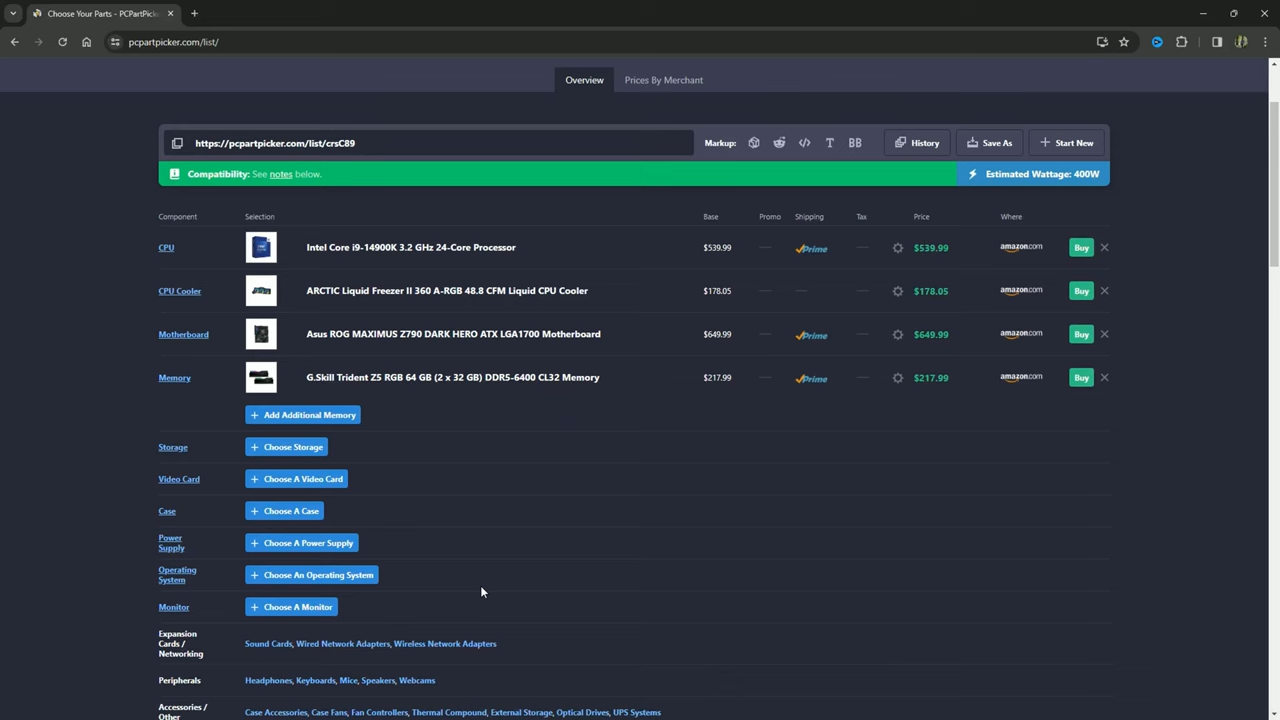 Choose Your Parts - PCPartPick
pcpartpicker.com/list/
Overview
Prices By Merchant
https://pcpartpicker.com/list/crsC89
Markup:
T
BB
History
Save As
Start New
Compatibility: See notes below.
Estimated Wattage: 400W
Component Selection Base Promo Shipping Tax Price Where
CPU Intel Core i9-14900K 3.2 GHz 24-Core Processor $539.99 — Prime — $539.99 amazon.com Buy
CPU Cooler ARCTIC Liquid Freezer II 360 A-RGB 48.8 CFM Liquid CPU Cooler $178.05 — — — $178.05 amazon.com Buy
Motherboard Asus ROG MAXIMUS Z790 DARK HERO ATX LGA1700 Motherboard $649.99 — Prime — $649.99 amazon.com Buy
Memory G.Skill Trident Z5 RGB 64 GB (2 x 32 GB) DDR5-6400 CL32 Memory $217.99 — Prime — $217.99 amazon.com Buy
+ Add Additional Memory
Storage + Choose Storage
Video Card + Choose A Video Card
Case + Choose A Case
Power
Supply
+ Choose A Power Supply
Operating
System
+ Choose An Operating System
Monitor + Choose A Monitor
Expansion
Cards /
Networking
Sound Cards, Wired Network Adapters, Wireless Network Adapters
Peripherals Headphones, Keyboards, Mice, Speakers, Webcams
Accessories /
Other
Case Accessories, Case Fans, Fan Controllers, Thermal Compound, External Storage, Optical Drives, UPS Systems